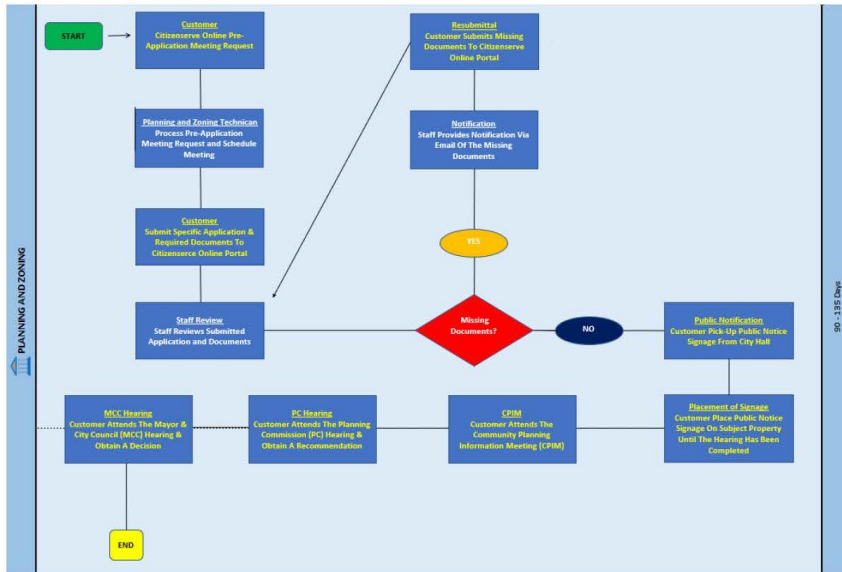 START
Customer
Citizenserve Online Pre-
Application Meeting Request
Planning and Zoning Technican
Process Pre-Application
Meeting Request and Schedule
Meeting
Customer
Submit Specific Application &
Required Documents To
Citizenserce Online Portal
Staff Review
Staff Reviews Submitted
Application and Documents
Missing
Documents?
YES
Notification
Staff Provides Notification Via
Email Of The Missing
Documents
Resubmittal
Customer Submits Missing
Documents To Citizenserve
Online Portal
NO
Public Notification
Customer Pick-Up Public Notice
Signage From City Hall
Placement of Signage
Customer Place Public Notice
Signage On Subject Property
Until The Hearing Has Been
Completed
CPIM
Customer Attends The
Community Planning
Information Meeting (CPIM)
PC Hearing
Customer Attends The Planning
Commission (PC) Hearing &
Obtain A Recommendation
MCC Hearing
Customer Attends The Mayor &
City Council (MCC) Hearing &
Obtain A Decision
END
PLANNING AND ZONING
90 - 135 Days